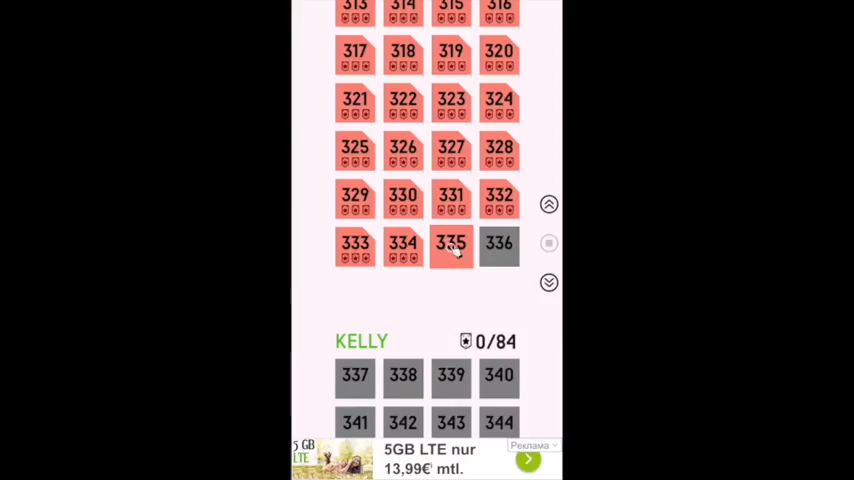 313 314 315 316
317 318 319 320
321 322 323 324
325 326 327 328
329 330 331 332
333 334 335 336
KELLY 0/84
337 338 339 340
341 342 343 344
5 GB
LTE
5GB LTE nur
13,99€ mtl.
Реклама